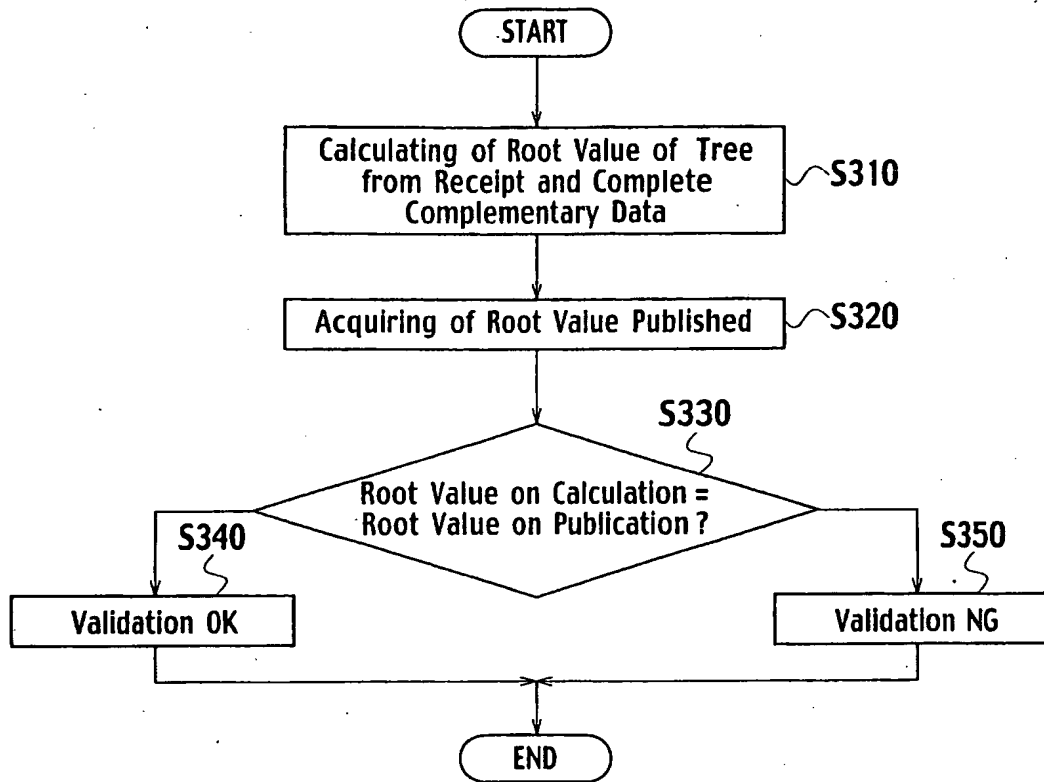 START
Calculating of Root Value of Tree
from Receipt and Complete
Complementary Data
S310
Acquiring of Root Value Published
S320
S330
Root Value on Calculation =
Root Value on Publication ?
S340
S350
Validation OK
Validation NG
END